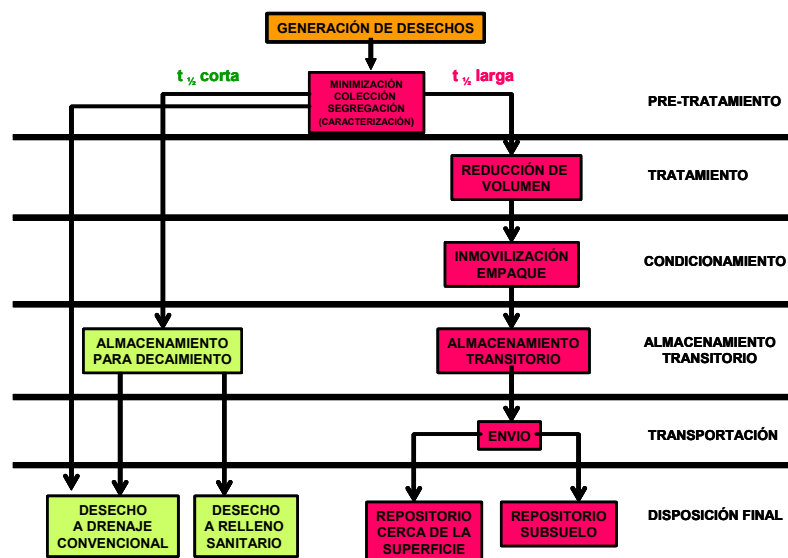 GENERACIÓN DE DESECHOS
t ½ corta
t ½ larga
MINIMIZACIÓN
COLECCIÓN
SEGREGACIÓN
(CARACTERIZACIÓN)
PRE-TRATAMIENTO
REDUCCIÓN DE
VOLUMEN
TRATAMIENTO
INMOVILIZACIÓN
EMPAQUE
CONDICIONAMIENTO
ALMACENAMIENTO
PARA DECAIMIENTO
ALMACENAMIENTO
TRANSITORIO
ALMACENAMIENTO
TRANSITORIO
ENVIO
TRANSPORTACIÓN
DESECHO
A DRENAJE
CONVENCIONAL
DESECHO
A RELLENO
SANITARIO
REPOSITORIO
CERCA DE LA
SUPERFICIE
REPOSITORIO
SUBSUELO
DISPOSICIÓN FINAL